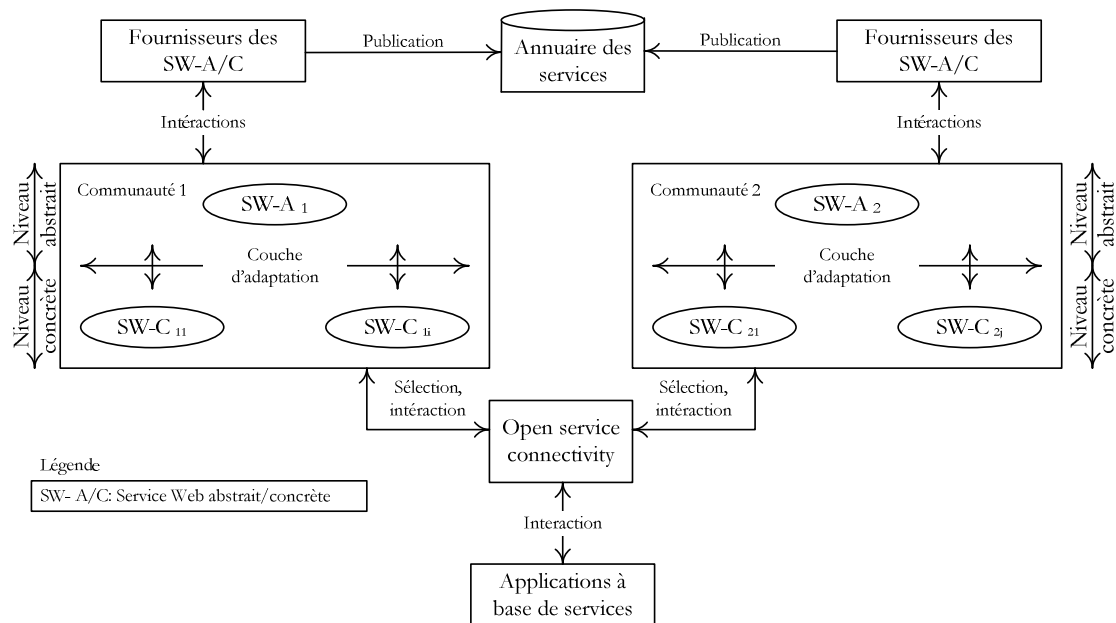 Fournisseurs des
SW-A/C
Publication
Annuaire des
services
Publication
Fournisseurs des
SW-A/C
Intéractions
Intéractions
Niveau
abstrait
Niveau
concrète
Communauté 1
SW-A 1
Couche
d'adaptation
SW-C 11
SW-C 1i
Communauté 2
SW-A 2
Couche
d'adaptation
SW-C 21
SW-C 2j
Niveau
abstrait
Niveau
concrète
Sélection,
intéraction
Sélection,
intéraction
Open service
connectivity
Légende
SW- A/C: Service Web abstrait/concrète
Interaction
Applications à
base de services